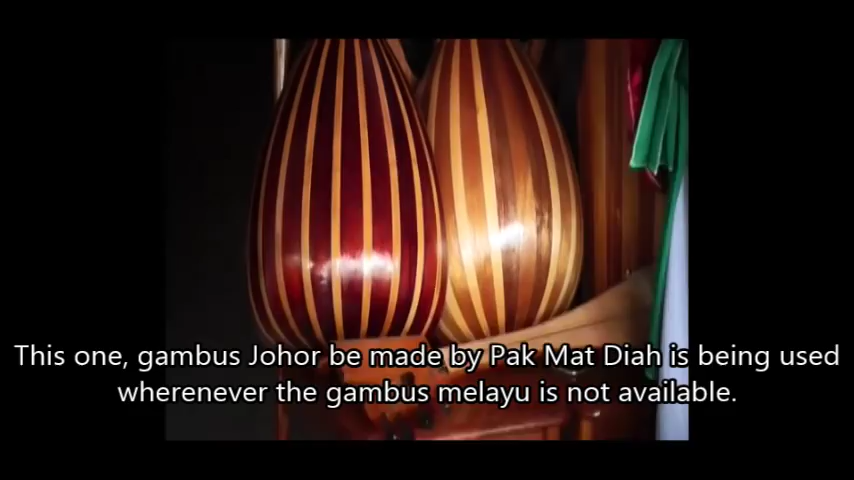 This one, gambus Johor be made by Pak Mat Diah is being used
wherenever the gambus melayu is not available.